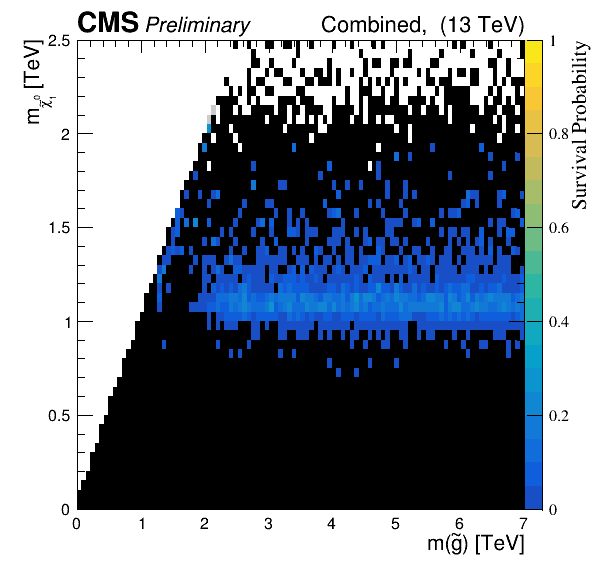 CMS Preliminary Combined, (13 TeV)
m_{χ̃₁⁰} [TeV]
2.5
2
1.5
1
0.5
0
0 1 2 3 4 5 6 7
m(g̃) [TeV]
1
0.8
0.6
0.4
0.2
0
Survival Probability